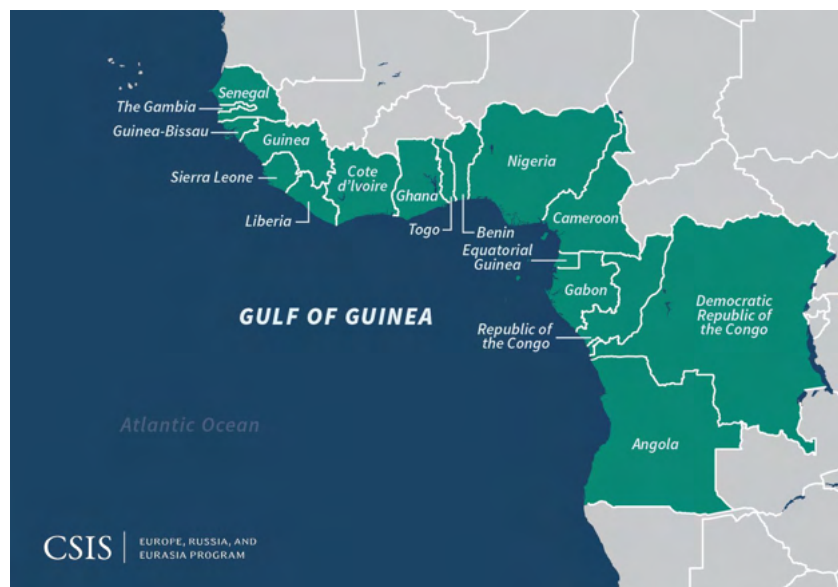 Senegal
The Gambia
Guinea-Bissau
Guinea
Sierra Leone
Liberia
Cote
d'Ivoire
Ghana
Togo
Benin
Nigeria
Cameroon
Equatorial
Guinea
Gabon
Republic of
the Congo
Democratic
Republic of
the Congo
GULF OF GUINEA
Atlantic Ocean
Angola
CSIS
EUROPE, RUSSIA, AND
EURASIA PROGRAM